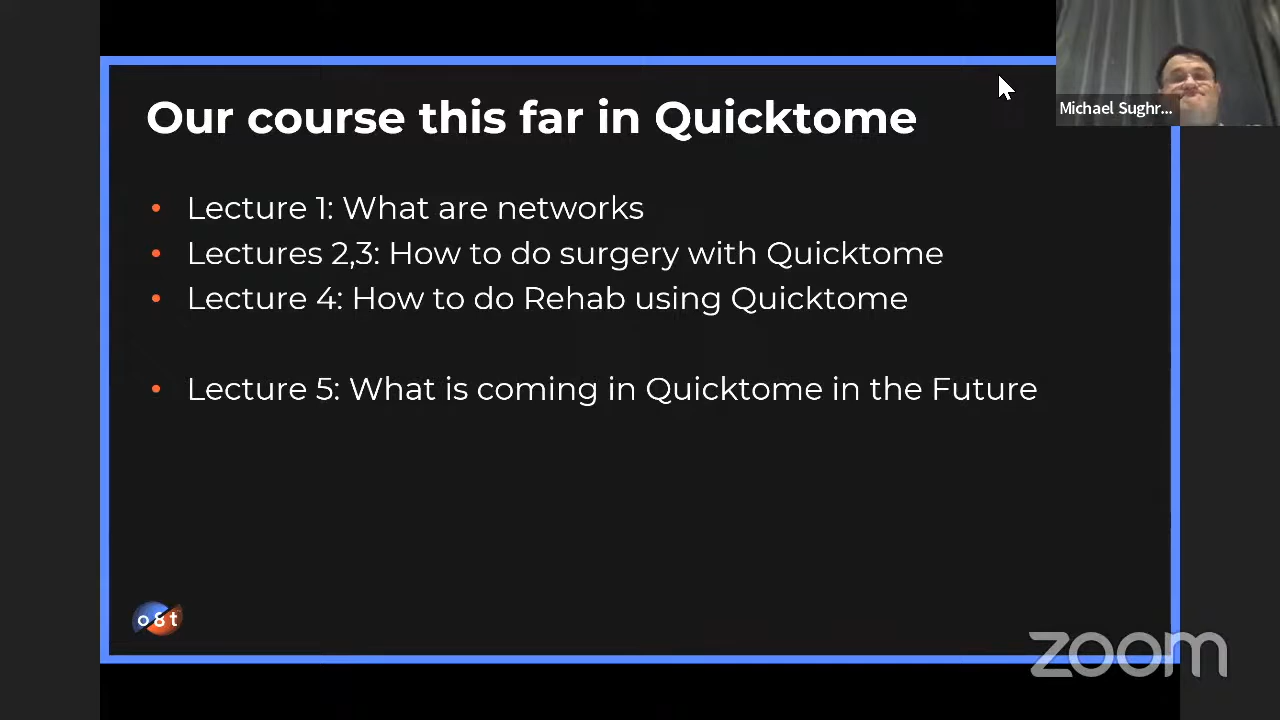 Our course this far in Quicktome
Michael Sughr...
• Lecture 1: What are networks
• Lectures 2,3: How to do surgery with Quicktome
• Lecture 4: How to do Rehab using Quicktome
• Lecture 5: What is coming in Quicktome in the Future
o8t
zoom